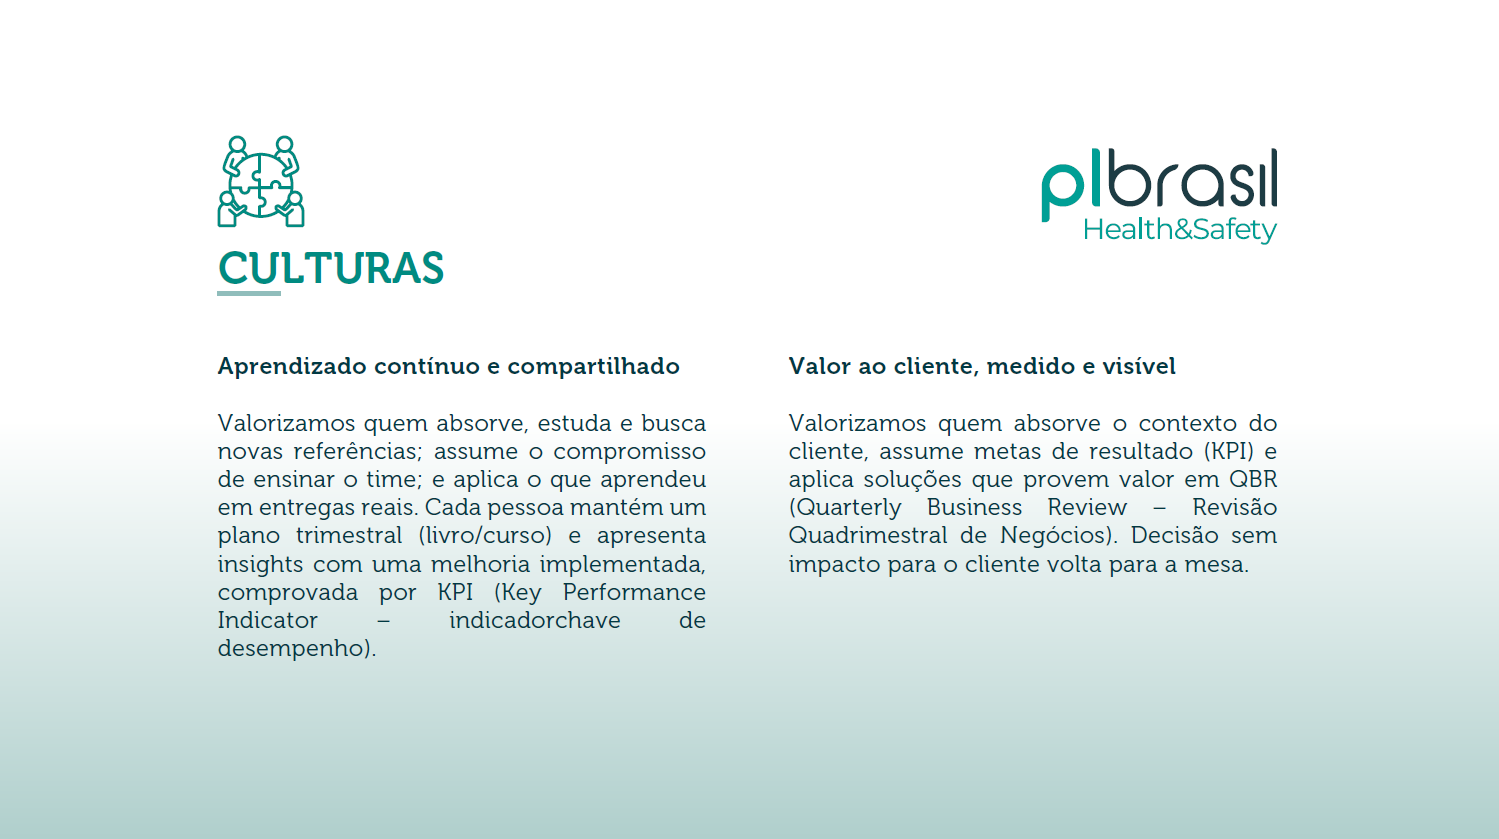 plbrasil
Health&Safety
CULTURAS
Aprendizado contínuo e compartilhado
Valorizamos quem absorve, estuda e busca
novas referências; assume o compromisso
de ensinar o time; e aplica o que aprendeu
em entregas reais. Cada pessoa mantém um
plano trimestral (livro/curso) e apresenta
insights com uma melhoria implementada,
comprovada por KPI (Key Performance
Indicator – indicadorchave de
desempenho).
Valor ao cliente, medido e visível
Valorizamos quem absorve o contexto do
cliente, assume metas de resultado (KPI) e
aplica soluções que provem valor em QBR
(Quarterly Business Review – Revisão
Quadrimestral de Negócios). Decisão sem
impacto para o cliente volta para a mesa.